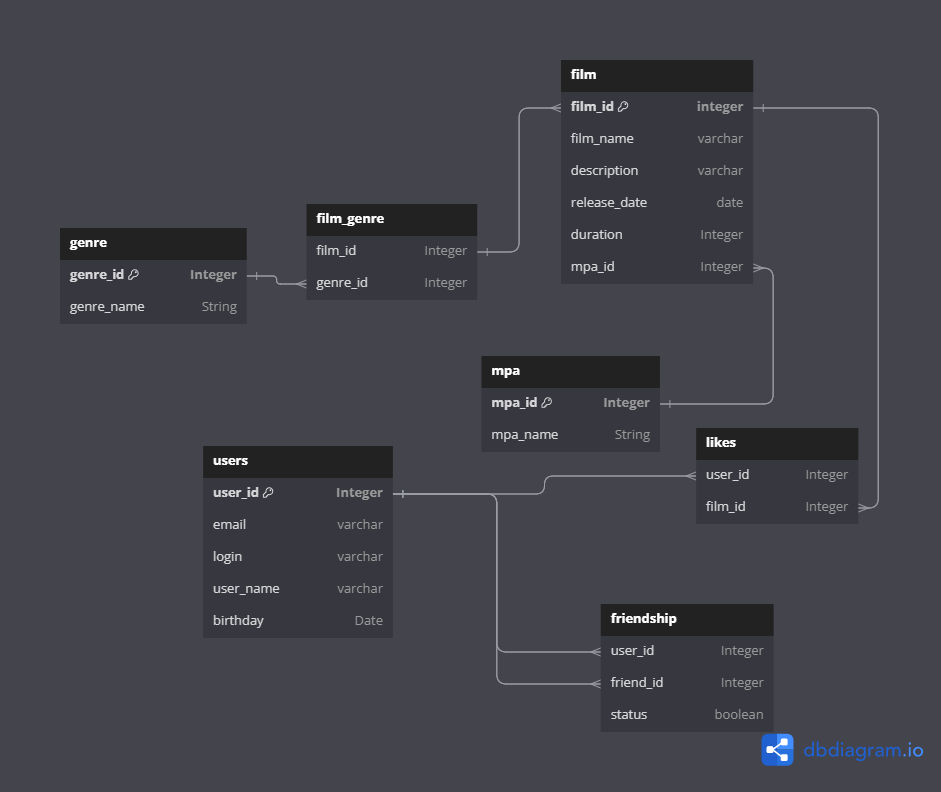 film
film_id integer
film_name varchar
description varchar
release_date date
duration Integer
mpa_id Integer
film_genre
film_id Integer
genre_id Integer
genre
genre_id Integer
genre_name String
mpa
mpa_id Integer
mpa_name String
likes
user_id Integer
film_id Integer
users
user_id Integer
email varchar
login varchar
user_name varchar
birthday Date
friendship
user_id Integer
friend_id Integer
status boolean
dbdiagram.io